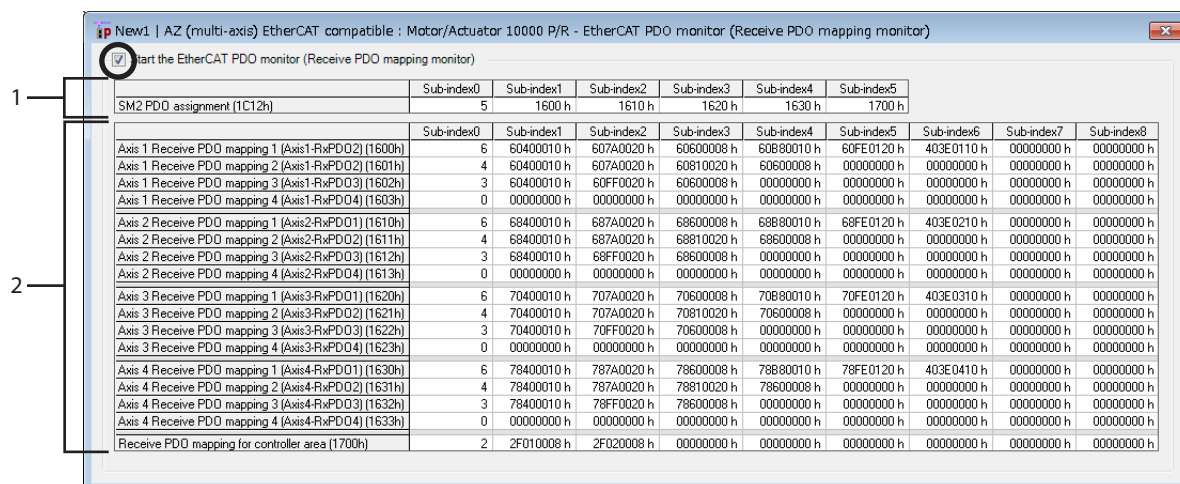 New1 | AZ (multi-axis) EtherCAT compatible : Motor/Actuator 10000 P/R - EtherCAT PDO monitor (Receive PDO mapping monitor)
Start the EtherCAT PDO monitor (Receive PDO mapping monitor)
1
Sub-index0 Sub-index1 Sub-index2 Sub-index3 Sub-index4 Sub-index5
SM2 PDO assignment (1C12h) 5 1600 h 1610 h 1620 h 1630 h 1700 h
2
Sub-index0 Sub-index1 Sub-index2 Sub-index3 Sub-index4 Sub-index5 Sub-index6 Sub-index7 Sub-index8
Axis 1 Receive PDO mapping 1 (Axis1-RxPDO2) (1600h) 6 60400010 h 607A0020 h 60600008 h 60B80010 h 60FE0120 h 403E0110 h 00000000 h 00000000 h
Axis 1 Receive PDO mapping 2 (Axis1-RxPDO2) (1601h) 4 60400010 h 607A0020 h 60810020 h 60600008 h 00000000 h 00000000 h 00000000 h 00000000 h
Axis 1 Receive PDO mapping 3 (Axis1-RxPDO3) (1602h) 3 60400010 h 60FF0020 h 60600008 h 00000000 h 00000000 h 00000000 h 00000000 h 00000000 h
Axis 1 Receive PDO mapping 4 (Axis1-RxPDO4) (1603h) 0 00000000 h 00000000 h 00000000 h 00000000 h 00000000 h 00000000 h 00000000 h 00000000 h
Axis 2 Receive PDO mapping 1 (Axis2-RxPDO1) (1610h) 6 68400010 h 687A0020 h 68600008 h 68B80010 h 68FE0120 h 403E0210 h 00000000 h 00000000 h
Axis 2 Receive PDO mapping 2 (Axis2-RxPDO2) (1611h) 4 68400010 h 687A0020 h 68810020 h 68600008 h 00000000 h 00000000 h 00000000 h 00000000 h
Axis 2 Receive PDO mapping 3 (Axis2-RxPDO3) (1612h) 3 68400010 h 68FF0020 h 68600008 h 00000000 h 00000000 h 00000000 h 00000000 h 00000000 h
Axis 2 Receive PDO mapping 4 (Axis2-RxPDO4) (1613h) 0 00000000 h 00000000 h 00000000 h 00000000 h 00000000 h 00000000 h 00000000 h 00000000 h
Axis 3 Receive PDO mapping 1 (Axis3-RxPDO1) (1620h) 6 70400010 h 707A0020 h 70600008 h 70B80010 h 70FE0120 h 403E0310 h 00000000 h 00000000 h
Axis 3 Receive PDO mapping 2 (Axis3-RxPDO2) (1621h) 4 70400010 h 707A0020 h 70810020 h 70600008 h 00000000 h 00000000 h 00000000 h 00000000 h
Axis 3 Receive PDO mapping 3 (Axis3-RxPDO3) (1622h) 3 70400010 h 70FF0020 h 70600008 h 00000000 h 00000000 h 00000000 h 00000000 h 00000000 h
Axis 3 Receive PDO mapping 4 (Axis3-RxPDO4) (1623h) 0 00000000 h 00000000 h 00000000 h 00000000 h 00000000 h 00000000 h 00000000 h 00000000 h
Axis 4 Receive PDO mapping 1 (Axis4-RxPDO1) (1630h) 6 78400010 h 787A0020 h 78600008 h 78B80010 h 78FE0120 h 403E0410 h 00000000 h 00000000 h
Axis 4 Receive PDO mapping 2 (Axis4-RxPDO2) (1631h) 4 78400010 h 787A0020 h 78810020 h 78600008 h 00000000 h 00000000 h 00000000 h 00000000 h
Axis 4 Receive PDO mapping 3 (Axis4-RxPDO3) (1632h) 3 78400010 h 78FF0020 h 78600008 h 00000000 h 00000000 h 00000000 h 00000000 h 00000000 h
Axis 4 Receive PDO mapping 4 (Axis4-RxPDO4) (1633h) 0 00000000 h 00000000 h 00000000 h 00000000 h 00000000 h 00000000 h 00000000 h 00000000 h
Receive PDO mapping for controller area (1700h) 2 2F010008 h 2F020008 h 00000000 h 00000000 h 00000000 h 00000000 h 00000000 h 00000000 h